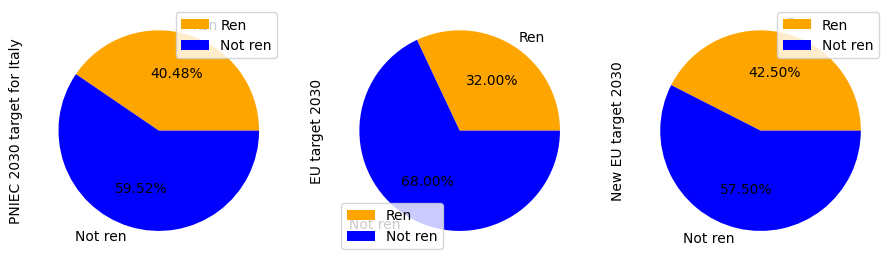 PNIEC 2030 target for Italy
Ren
Ren
Not ren
40.48%
59.52%
Not ren
EU target 2030
Ren
32.00%
68.00%
Not ren
Ren
Not ren
New EU target 2030
Ren
Not ren
42.50%
57.50%
Not ren